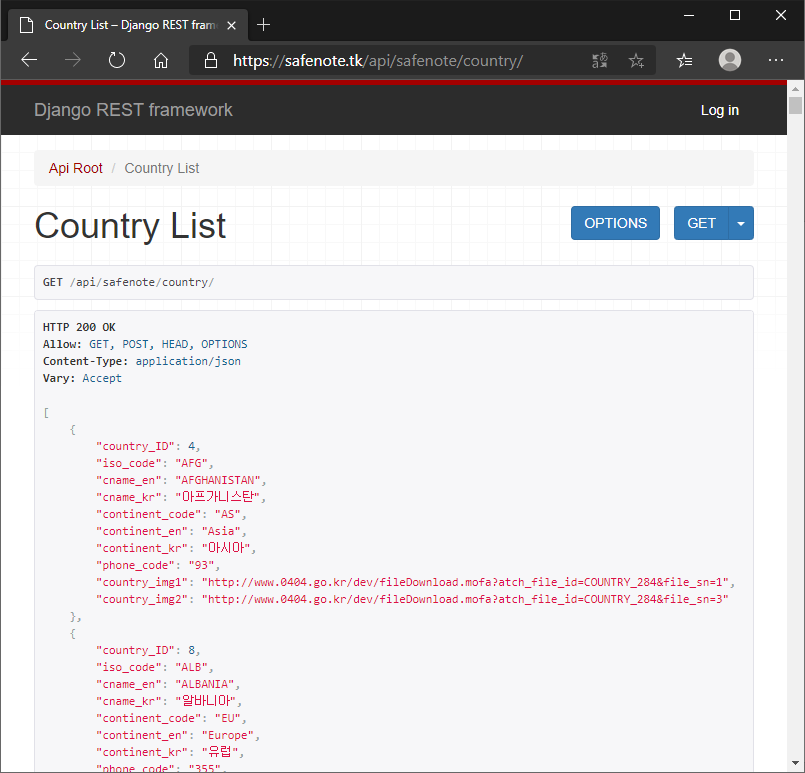 Country List – Django REST fram
https://safenote.tk/api/safenote/country/
Django REST framework
Log in
Api Root / Country List
Country List
OPTIONS
GET
GET /api/safenote/country/
HTTP 200 OK
Allow: GET, POST, HEAD, OPTIONS
Content-Type: application/json
Vary: Accept
[
{
"country_ID": 4,
"iso_code": "AFG",
"cname_en": "AFGHANISTAN",
"cname_kr": "아프가니스탄",
"continent_code": "AS",
"continent_en": "Asia",
"continent_kr": "아시아",
"phone_code": "93",
"country_img1": "http://www.0404.go.kr/dev/fileDownload.mofa?atch_file_id=COUNTRY_284&file_sn=1",
"country_img2": "http://www.0404.go.kr/dev/fileDownload.mofa?atch_file_id=COUNTRY_284&file_sn=3"
},
{
"country_ID": 8,
"iso_code": "ALB",
"cname_en": "ALBANIA",
"cname_kr": "알바니아",
"continent_code": "EU",
"continent_en": "Europe",
"continent_kr": "유럽",
"phone_code": "355",